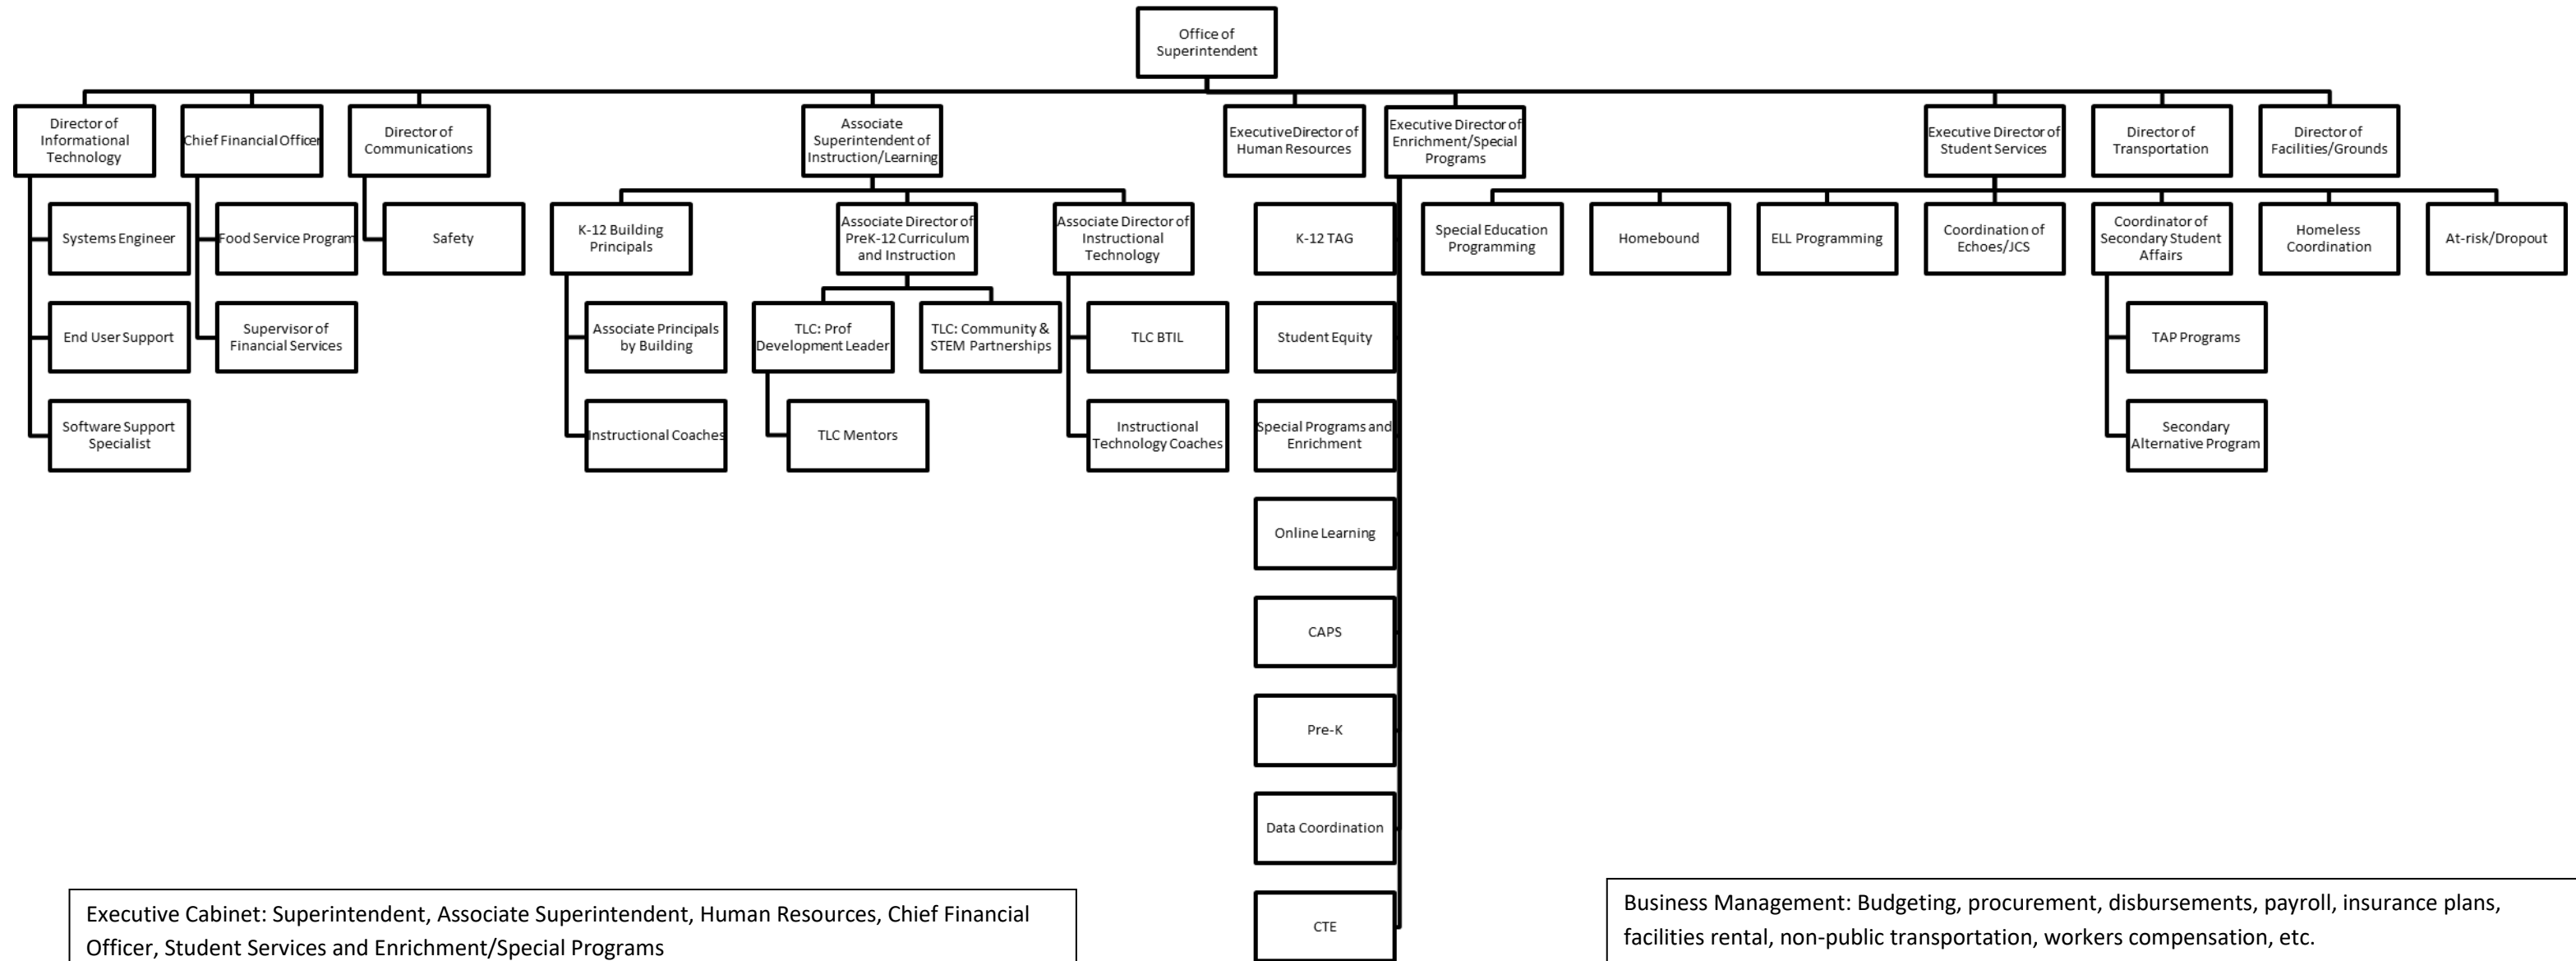 Office of
Superintendent
Director of
Informational
Technology
Chief Financial Officer
Director of
Communications
Associate
Superintendent of
Instruction/Learning
ExecutiveDirector of
Human Resources
Executive Director of
Enrichment/Special
Programs
Executive Director of
Student Services
Director of
Transportation
Director of
Facilities/Grounds
Systems Engineer
Food Service Program
Safety
K-12 Building
Principals
Associate Director of
PreK-12 Curriculum
and Instruction
Associate Director of
Instructional
Technology
K-12 TAG
Special Education
Programming
Homebound
ELL Programming
Coordination of
Echoes/JCS
Coordinator of
Secondary Student
Affairs
Homeless
Coordination
At-risk/Dropout
End User Support
Supervisor of
Financial Services
Associate Principals
by Building
TLC: Prof
Development Leader
TLC: Community &
STEM Partnerships
TLC BTIL
Student Equity
TAP Programs
Software Support
Specialist
Instructional Coaches
TLC Mentors
Instructional
Technology Coaches
Special Programs and
Enrichment
Secondary
Alternative Program
Online Learning
CAPS
Pre-K
Data Coordination
CTE
Executive Cabinet: Superintendent, Associate Superintendent, Human Resources, Chief Financial
Officer, Student Services and Enrichment/Special Programs
Business Management: Budgeting, procurement, disbursements, payroll, insurance plans,
facilities rental, non-public transportation, workers compensation, etc.